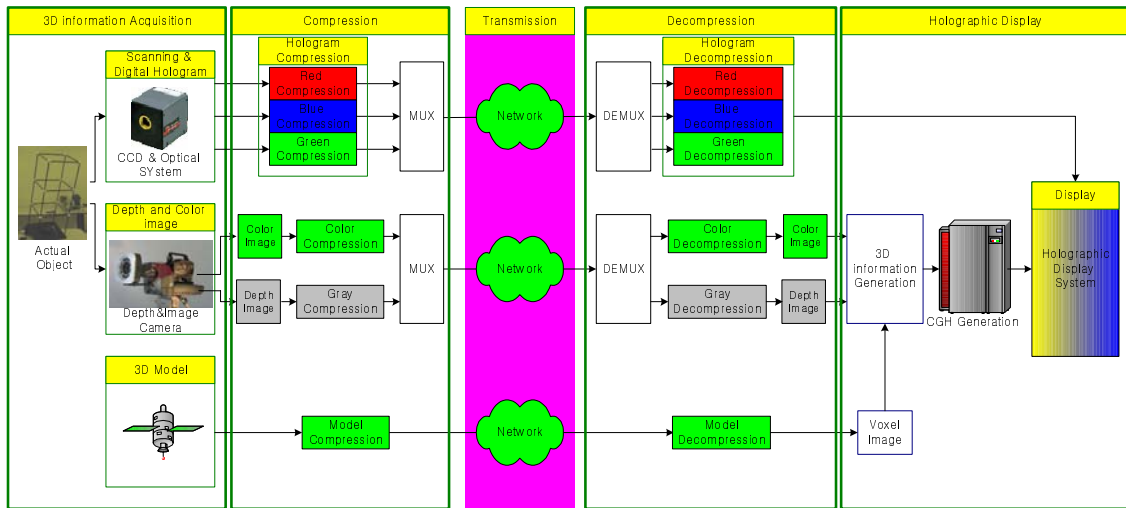 3D information Acquisition
Compression
Transmission
Decompression
Holographic Display
Scanning &
Digital Hologram
CCD & Optical
SYstem
Actual
Object
Depth and Color
image
Depth&Image
Camera
3D Model
Hologram
Compression
Red
Compression
Blue
Compression
Green
Compression
MUX
Color
Image
Color
Compression
Depth
Image
Gray
Compression
MUX
Model
Compression
Network
Network
Network
DEMUX
Hologram
Decompression
Red
Decompression
Blue
Decompression
Green
Decompression
DEMUX
Color
Decompression
Color
Image
Gray
Decompression
Depth
Image
Model
Decompression
3D
information
Generation
CGH Generation
Voxel
Image
Display
Holographic
Display
System